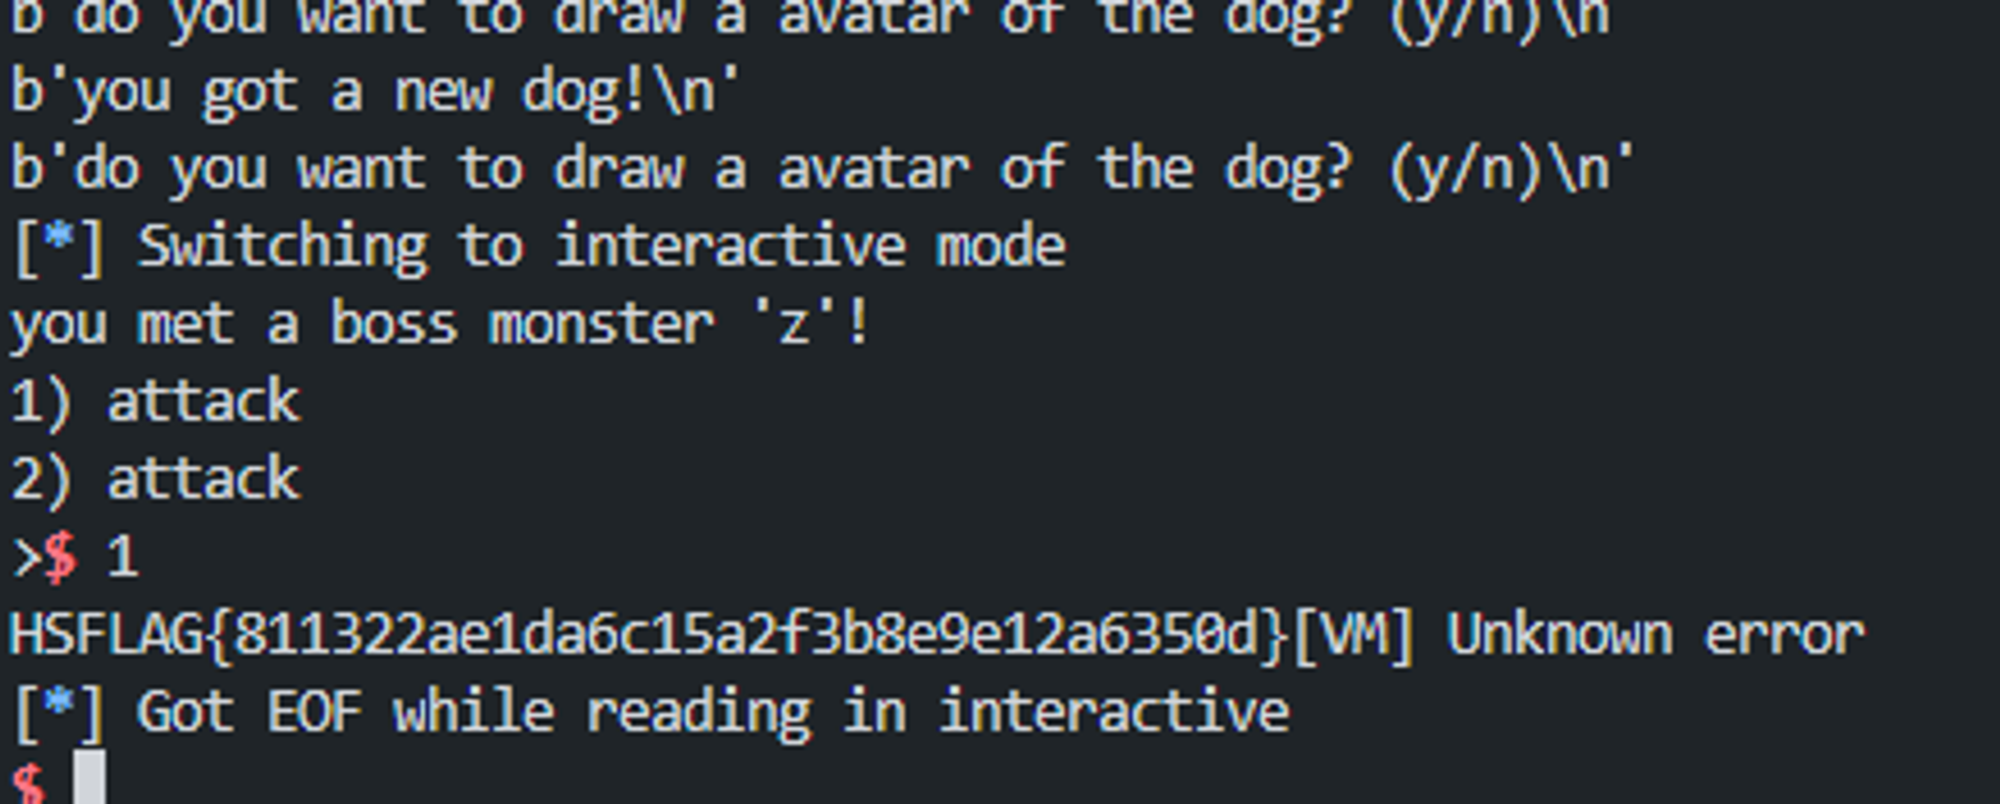 b'do you want to draw a avatar of the dog? (y/n)\n
b'you got a new dog!\n'
b'do you want to draw a avatar of the dog? (y/n)\n'
[*] Switching to interactive mode
you met a boss monster 'z'!
1) attack
2) attack
>$ 1
HSFLAG{811322ae1da6c15a2f3b8e9e12a6350d}[VM] Unknown error
[*] Got EOF while reading in interactive
$